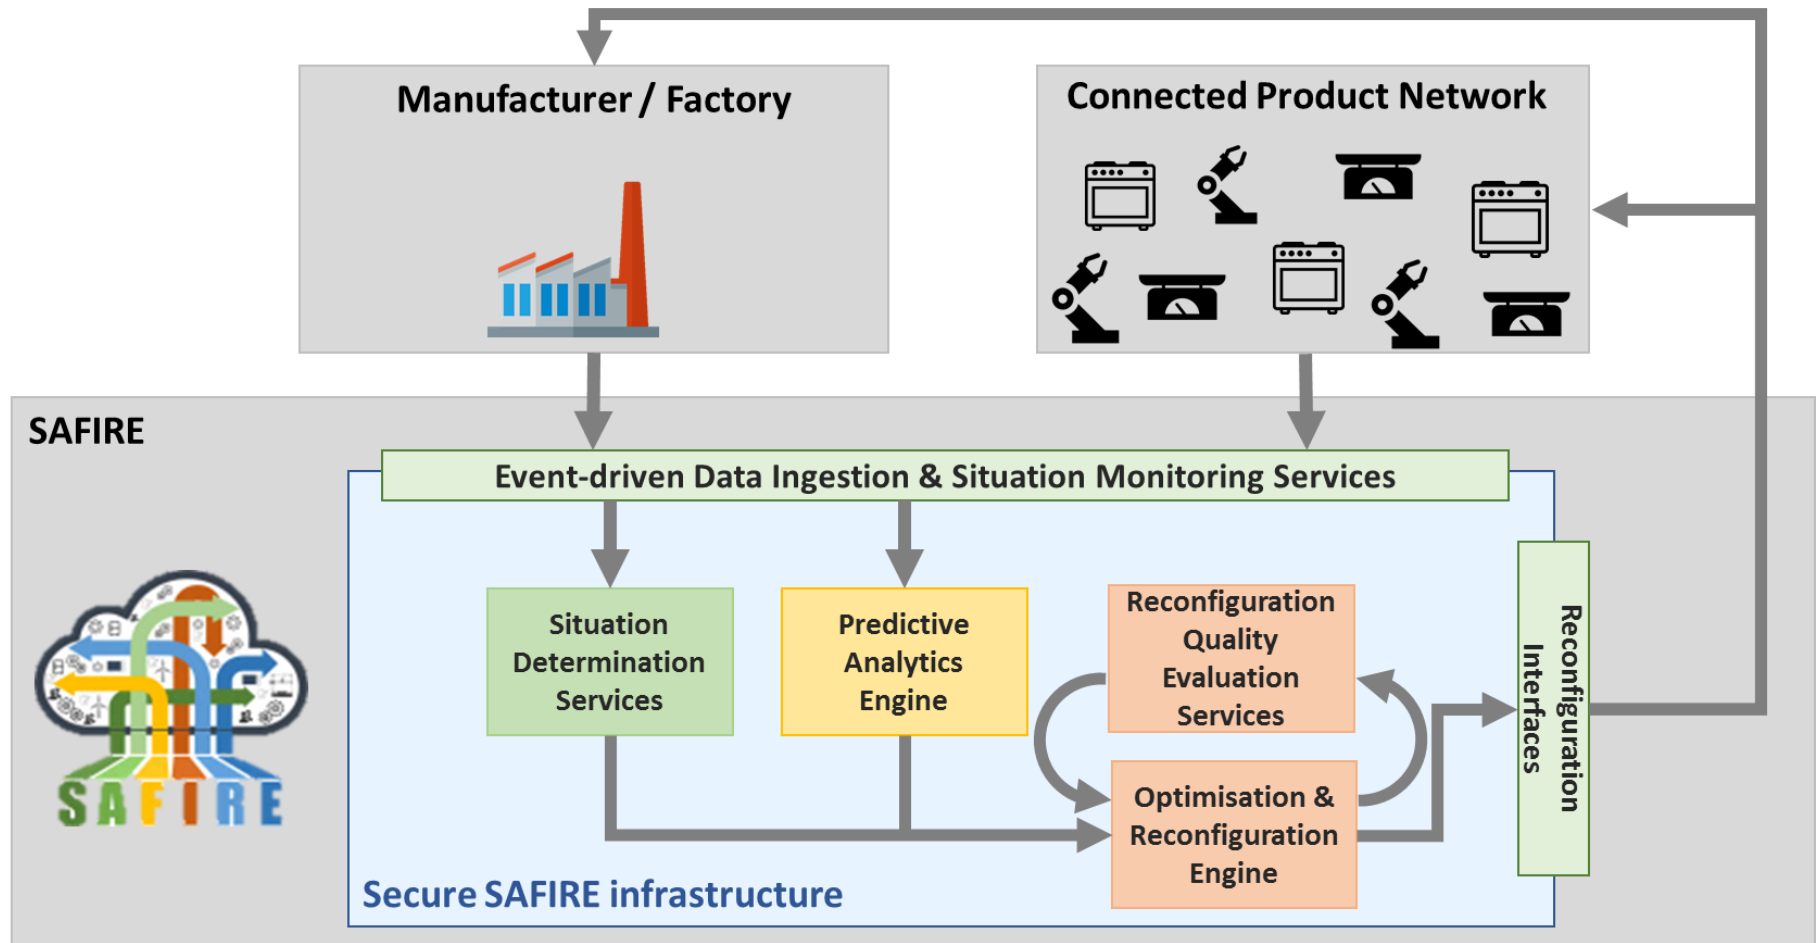 Manufacturer / Factory
Connected Product Network
SAFIRE
Event-driven Data Ingestion & Situation Monitoring Services
Situation
Determination
Services
Predictive
Analytics
Engine
Reconfiguration
Quality
Evaluation
Services
Optimisation &
Reconfiguration
Engine
Reconfiguration
Interfaces
SAFIRE
Secure SAFIRE infrastructure